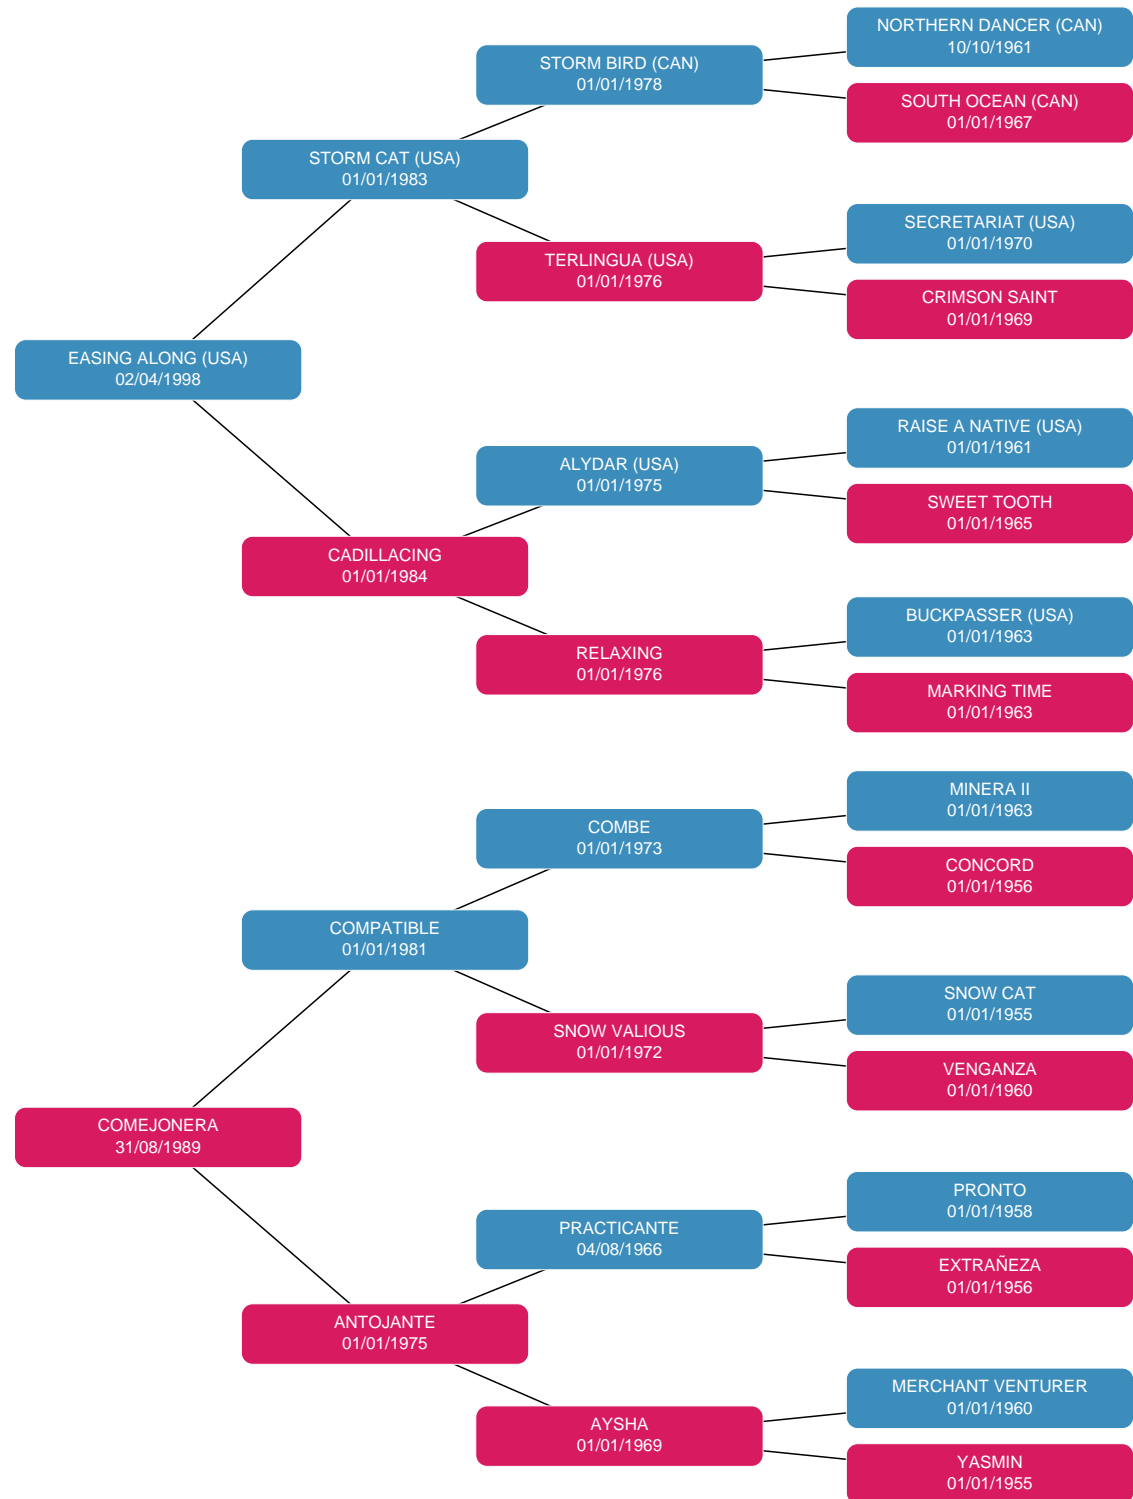 NORTHERN DANCER (CAN)
10/10/1961
STORM BIRD (CAN)
01/01/1978
SOUTH OCEAN (CAN)
01/01/1967
STORM CAT (USA)
01/01/1983
SECRETARIAT (USA)
01/01/1970
TERLINGUA (USA)
01/01/1976
CRIMSON SAINT
01/01/1969
EASING ALONG (USA)
02/04/1998
RAISE A NATIVE (USA)
01/01/1961
ALYDAR (USA)
01/01/1975
SWEET TOOTH
01/01/1965
CADILLACING
01/01/1984
BUCKPASSER (USA)
01/01/1963
RELAXING
01/01/1976
MARKING TIME
01/01/1963
MINERA II
01/01/1963
COMBE
01/01/1973
CONCORD
01/01/1956
COMPATIBLE
01/01/1981
SNOW CAT
01/01/1955
SNOW VALIOUS
01/01/1972
VENGANZA
01/01/1960
COMEJONERA
31/08/1989
PRONTO
01/01/1958
PRACTICANTE
04/08/1966
EXTRAÑEZA
01/01/1956
ANTOJANTE
01/01/1975
MERCHANT VENTURER
01/01/1960
AYSHA
01/01/1969
YASMIN
01/01/1955